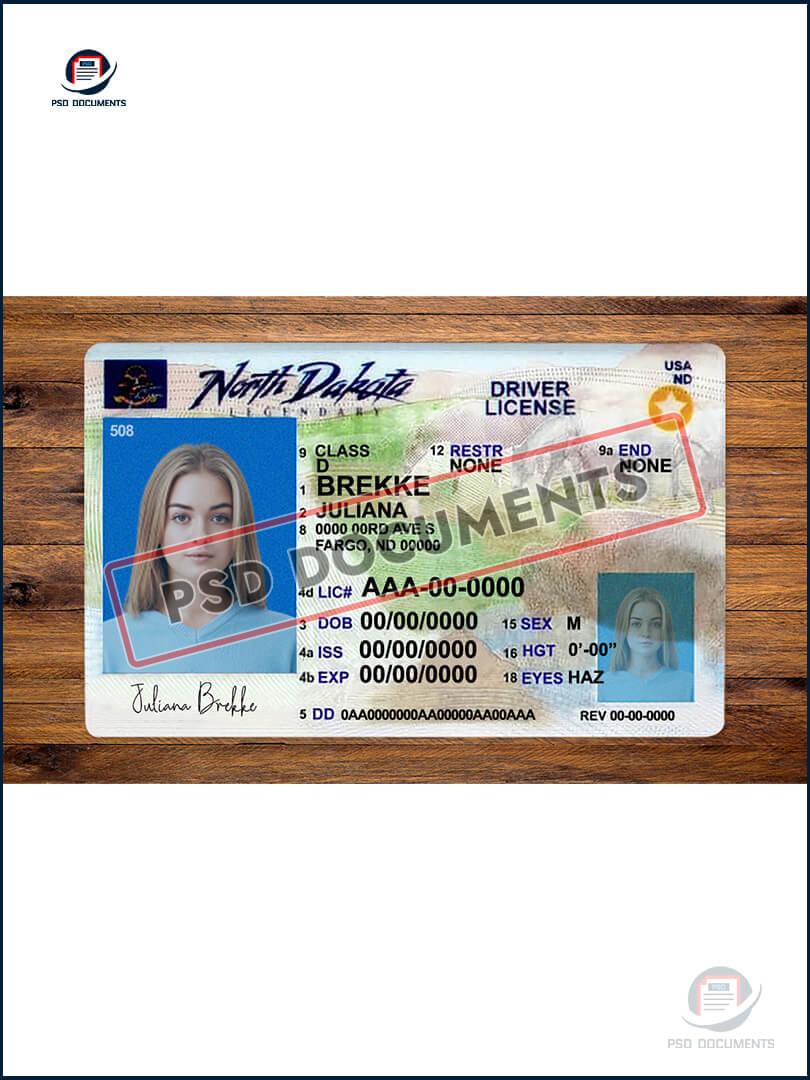 PSD DOCUMENTS
North Dakota
LEGENDARY
DRIVER
LICENSE
USA
ND
508
9 CLASS
D
12 RESTR
NONE
9a END
NONE
1 BREKKE
2 JULIANA
8 0000 00RD AVE S
FARGO, ND 00000
PSD DOCUMENTS
4d LIC# AAA-00-0000
3 DOB 00/00/0000
15 SEX M
4a ISS 00/00/0000
16 HGT 0'-00”
4b EXP 00/00/0000
18 EYES HAZ
Juliana Brekke
5 DD 0AA0000000AA00000AA00AAA
REV 00-00-0000
PSD
PSD DOCUMENTS